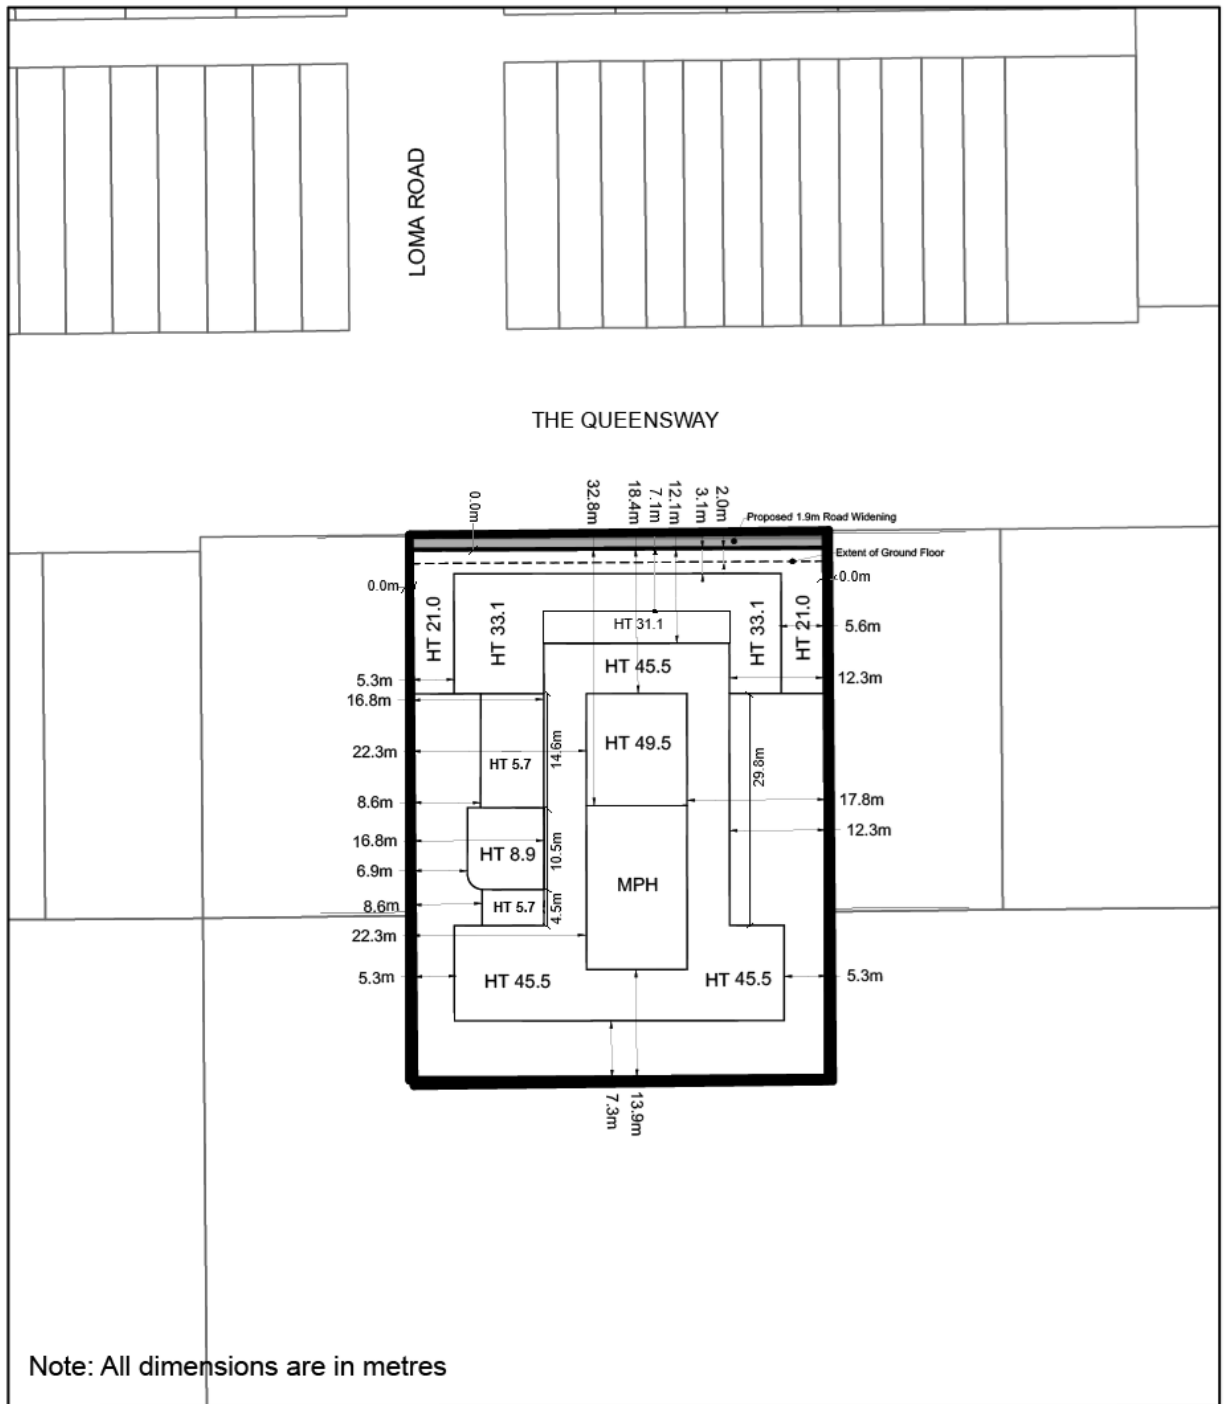 LOMA ROAD
THE QUEENSWAY
0.0m
32.8m
18.4m
7.1m
12.1m
3.1m
2.0m
Proposed 1.9m Road Widening
Extent of Ground Floor
0.0m
0.0m
HT 21.0
HT 33.1
HT 31.1
HT 33.1
HT 21.0
5.6m
HT 45.5
5.3m
12.3m
16.8m
22.3m
HT 5.7
14.6m
HT 49.5
29.8m
8.6m
17.8m
16.8m
12.3m
HT 8.9
10.5m
6.9m
MPH
8.6m
HT 5.7
4.5m
22.3m
5.3m
HT 45.5
HT 45.5
5.3m
7.3m
13.9m
Note: All dimensions are in metres